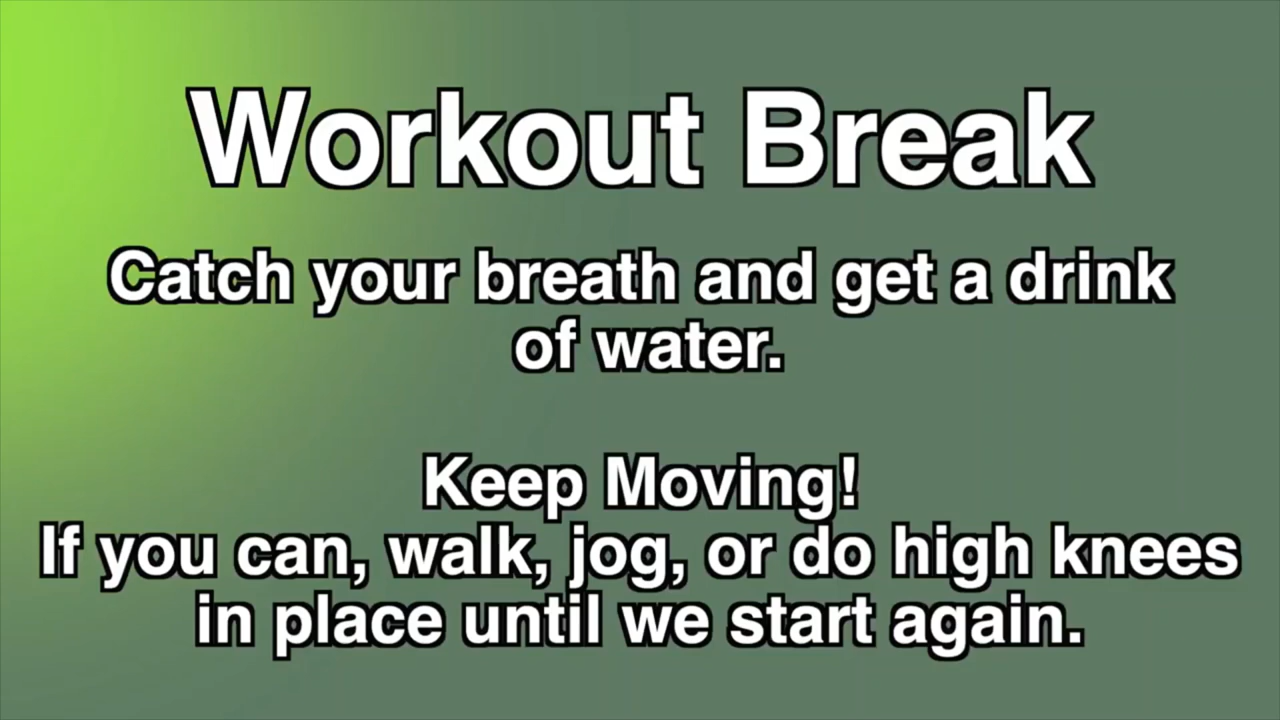 Workout Break
Catch your breath and get a drink
of water.
Keep Moving!
If you can, walk, jog, or do high knees
in place until we start again.